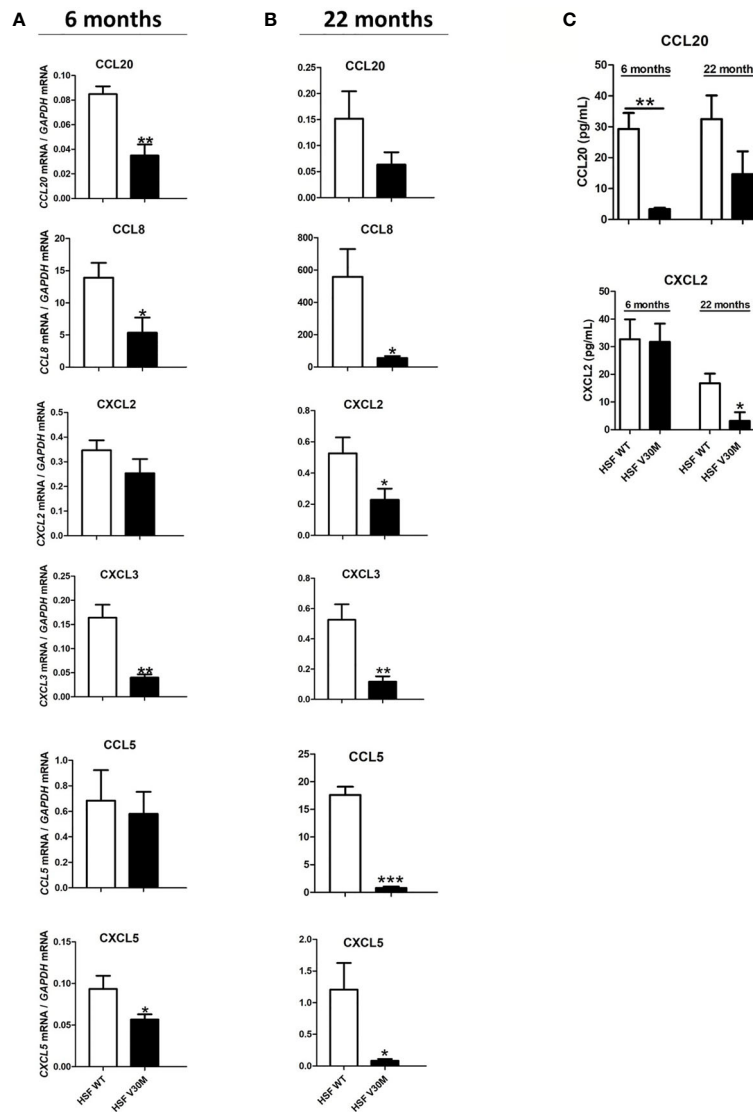 A
6 months
CCL20
CCL20 mRNA / GAPDH mRNA
0.10
0.08
0.06
0.04
0.02
0.00
**
CCL8
CCL8 mRNA / GAPDH mRNA
20
15
10
5
0
*
CXCL2
CXCL2 mRNA / GAPDH mRNA
0.5
0.4
0.3
0.2
0.1
0.0
CXCL3
CXCL3 mRNA / GAPDH mRNA
0.25
0.20
0.15
0.10
0.05
0.00
**
CCL5
CCL5 mRNA / GAPDH mRNA
1.0
0.8
0.6
0.4
0.2
0.0
CXCL5
CXCL5 mRNA / GAPDH mRNA
0.15
0.10
0.05
0.00
*
HSF WT
HSF V30M
B
22 months
CCL20
0.25
0.20
0.15
0.10
0.05
0.00
CCL8
800
600
400
200
0
*
CXCL2
0.8
0.6
0.4
0.2
0.0
*
CXCL3
0.8
0.6
0.4
0.2
0.0
**
CCL5
25
20
15
10
5
0
***
CXCL5
2.0
1.5
1.0
0.5
0.0
*
HSF WT
HSF V30M
C
CCL20
6 months
22 month
CCL20 (pg/mL)
50
40
30
20
10
0
**
CXCL2
6 months
22 months
CXCL2 (pg/mL)
50
40
30
20
10
0
*
HSF WT
HSF V30M
HSF WT
HSF V30M